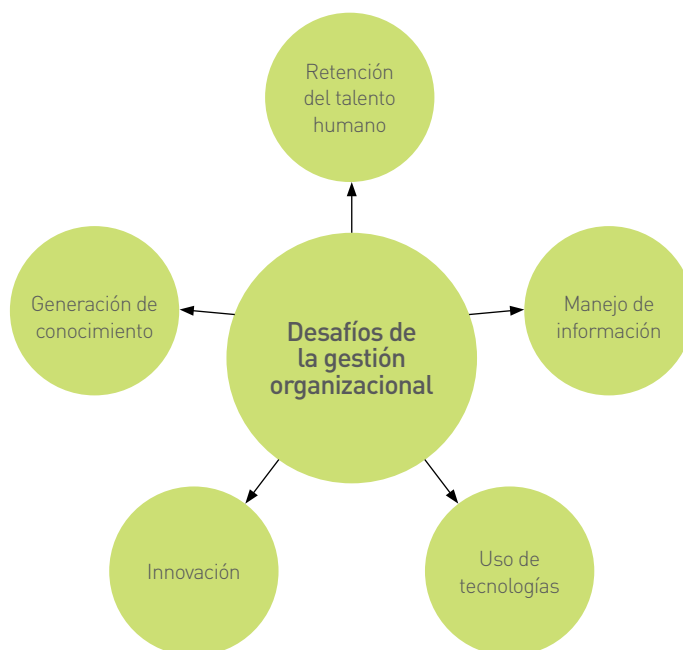 Retención
del talento
humano
Generación de
conocimiento
Desafíos de
la gestión
organizacional
Manejo de
información
Innovación
Uso de
tecnologías